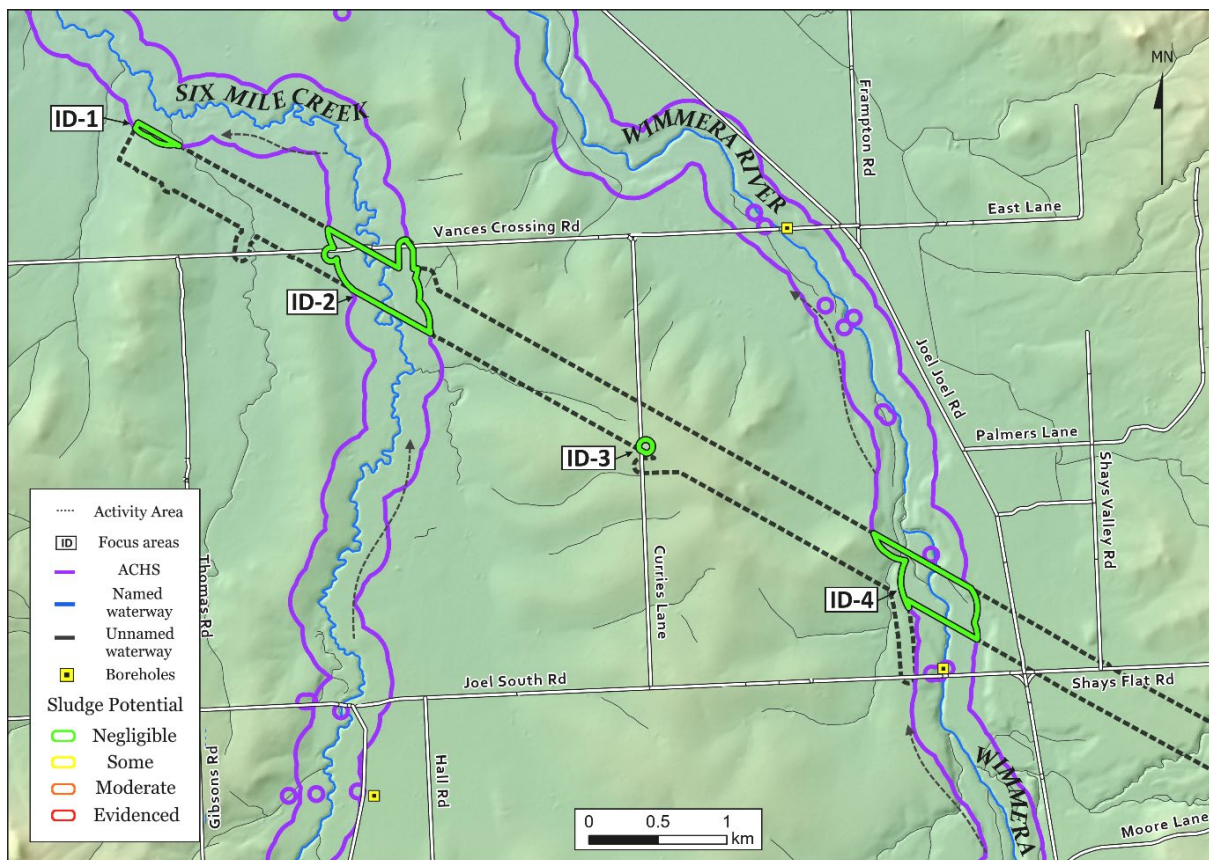 MN
SIX MILE CREEK
ID-1
WIMMERA RIVER
Frampton Rd
East Lane
Vances Crossing Rd
ID-2
Joel Joel Rd
Palmers Lane
ID-3
Shays Valley Rd
Thomas Rd
Curries Lane
ID-4
Joel South Rd
Shays Flat Rd
Gibsons Rd
Hall Rd
WIMMERA
Moore Lane
Activity Area
ID Focus areas
ACHS
Named
waterway
Unnamed
waterway
Boreholes
Sludge Potential
Negligible
Some
Moderate
Evidenced
0 0.5 1
km